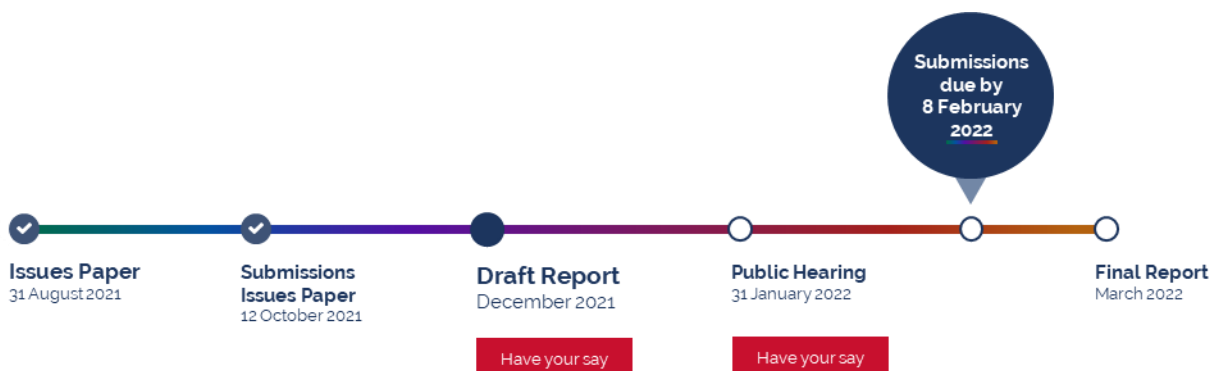 Submissions
due by
8 February
2022
Issues Paper
31 August 2021
Submissions
Issues Paper
12 October 2021
Draft Report
December 2021
Have your say
Public Hearing
31 January 2022
Have your say
Final Report
March 2022